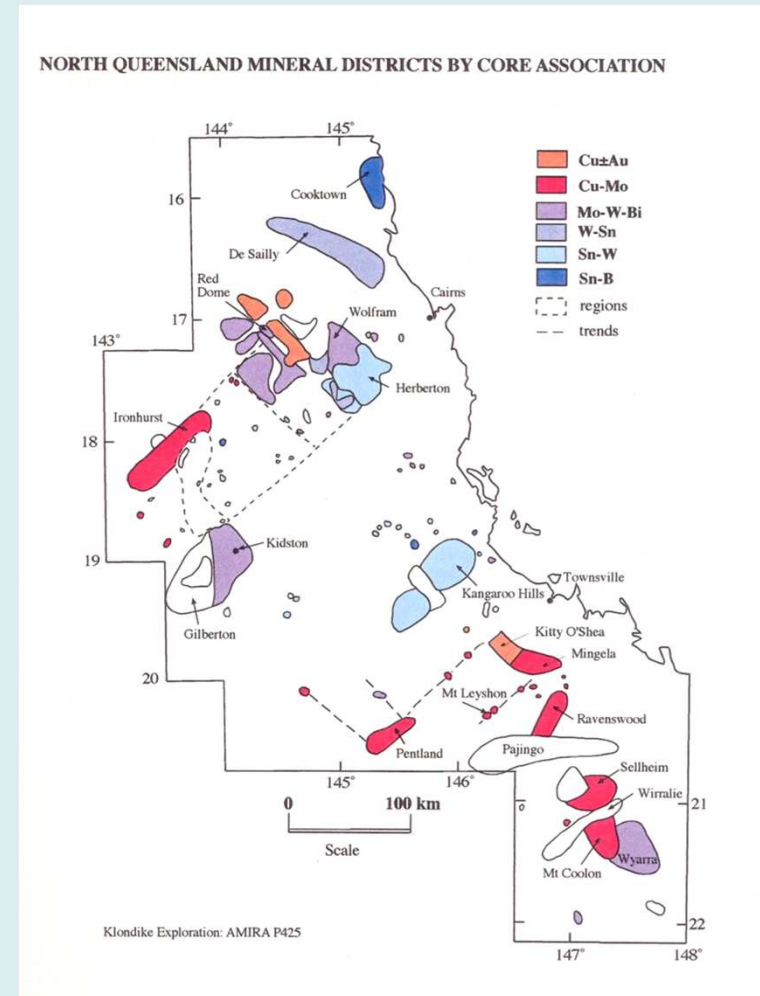 NORTH QUEENSLAND MINERAL DISTRICTS BY CORE ASSOCIATION
144°
145°
Cu±Au
Cu-Mo
Mo-W-Bi
W-Sn
Sn-W
Sn-B
regions
trends
16
Cooktown
De Sailly
Red
Dome
Cairns
Wolfram
17
143°
Herberton
Ironhurst
18
Kidston
19
Townsville
Kangaroo Hills
Gilberton
Kitty O'Shea
Mingela
20
Mt Leyshon
Ravenswood
Pajingo
Pentland
Sellheim
145°
146°
Wirralie
21
0
100 km
Scale
Wyarra
Mt Coolon
22
Klondike Exploration: AMIRA P425
147°
148°